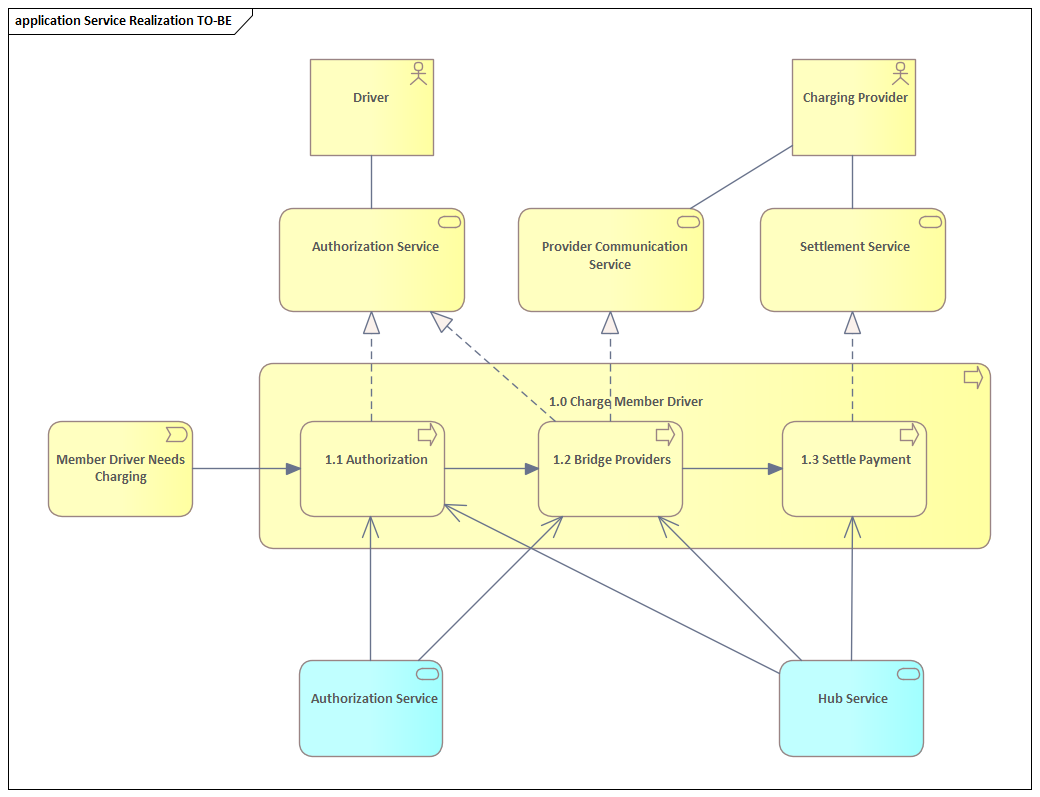 application Service Realization TO-BE
Driver
Charging Provider
Authorization Service
Provider Communication
Service
Settlement Service
1.0 Charge Member Driver
Member Driver Needs
Charging
1.1 Authorization
1.2 Bridge Providers
1.3 Settle Payment
Authorization Service
Hub Service